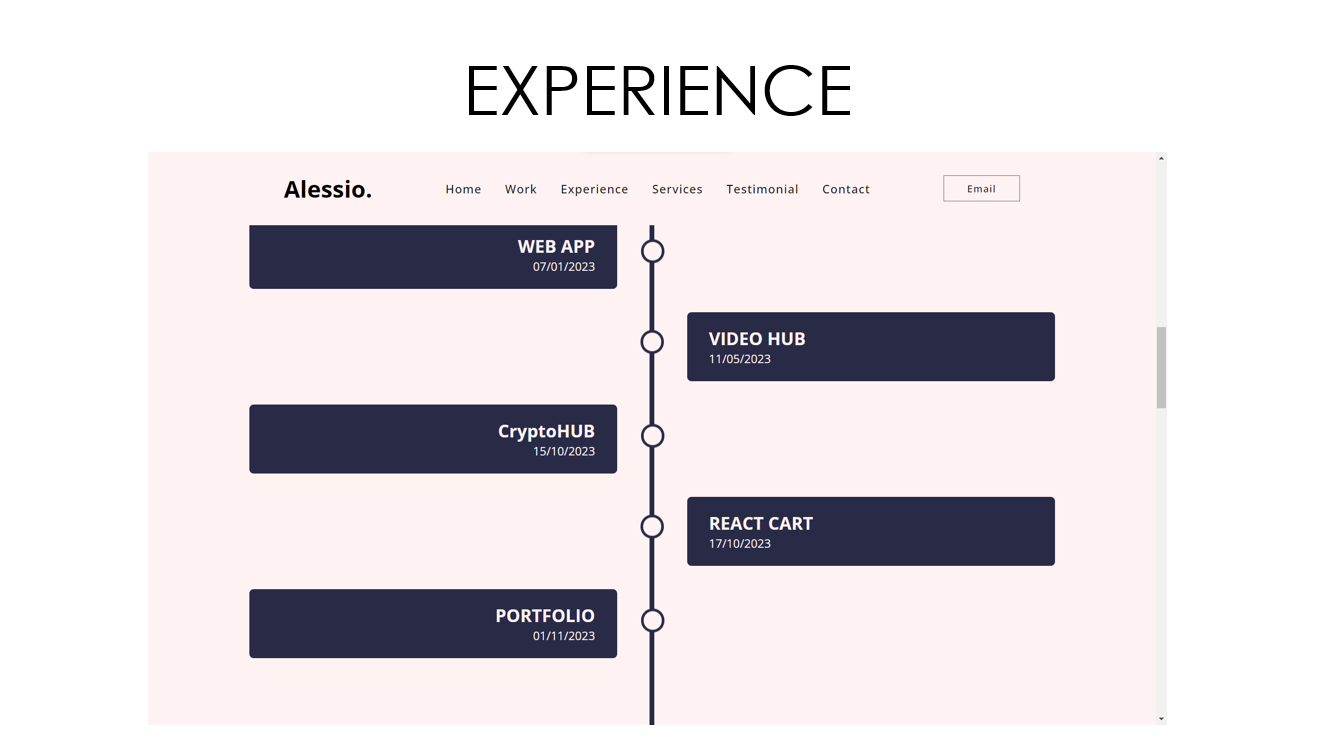 EXPERIENCE
Alessio.
Home Work Experience Services Testimonial Contact
Email
WEB APP
07/01/2023
VIDEO HUB
11/05/2023
CryptoHUB
15/10/2023
REACT CART
17/10/2023
PORTFOLIO
01/11/2023